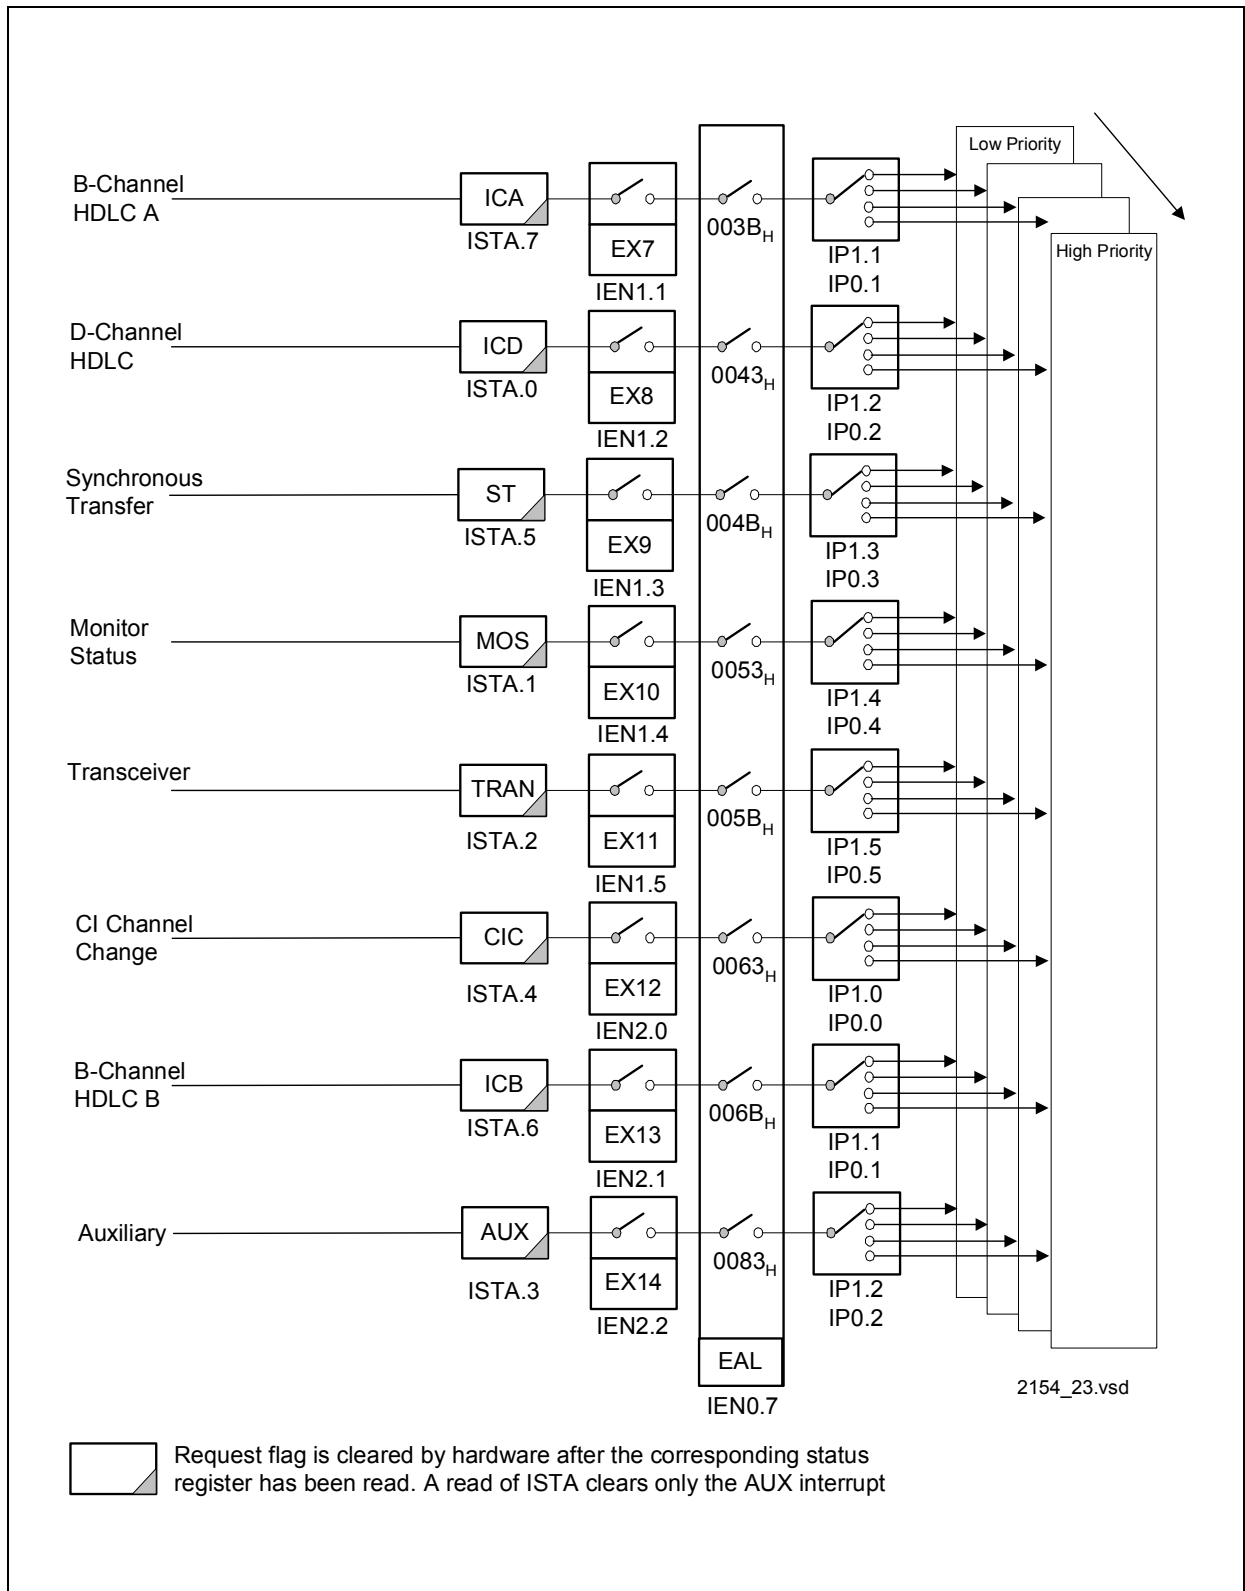 Low Priority
High Priority
B-Channel
HDLC A
ICA
ISTA.7
EX7
IEN1.1
003BH
IP1.1
IP0.1
D-Channel
HDLC
ICD
ISTA.0
EX8
IEN1.2
0043H
IP1.2
IP0.2
Synchronous
Transfer
ST
ISTA.5
EX9
IEN1.3
004BH
IP1.3
IP0.3
Monitor
Status
MOS
ISTA.1
EX10
IEN1.4
0053H
IP1.4
IP0.4
Transceiver
TRAN
ISTA.2
EX11
IEN1.5
005BH
IP1.5
IP0.5
CI Channel
Change
CIC
ISTA.4
EX12
IEN2.0
0063H
IP1.0
IP0.0
B-Channel
HDLC B
ICB
ISTA.6
EX13
IEN2.1
006BH
IP1.1
IP0.1
Auxiliary
AUX
ISTA.3
EX14
IEN2.2
0083H
IP1.2
IP0.2
EAL
IEN0.7
2154_23.vsd
Request flag is cleared by hardware after the corresponding status
register has been read. A read of ISTA clears only the AUX interrupt